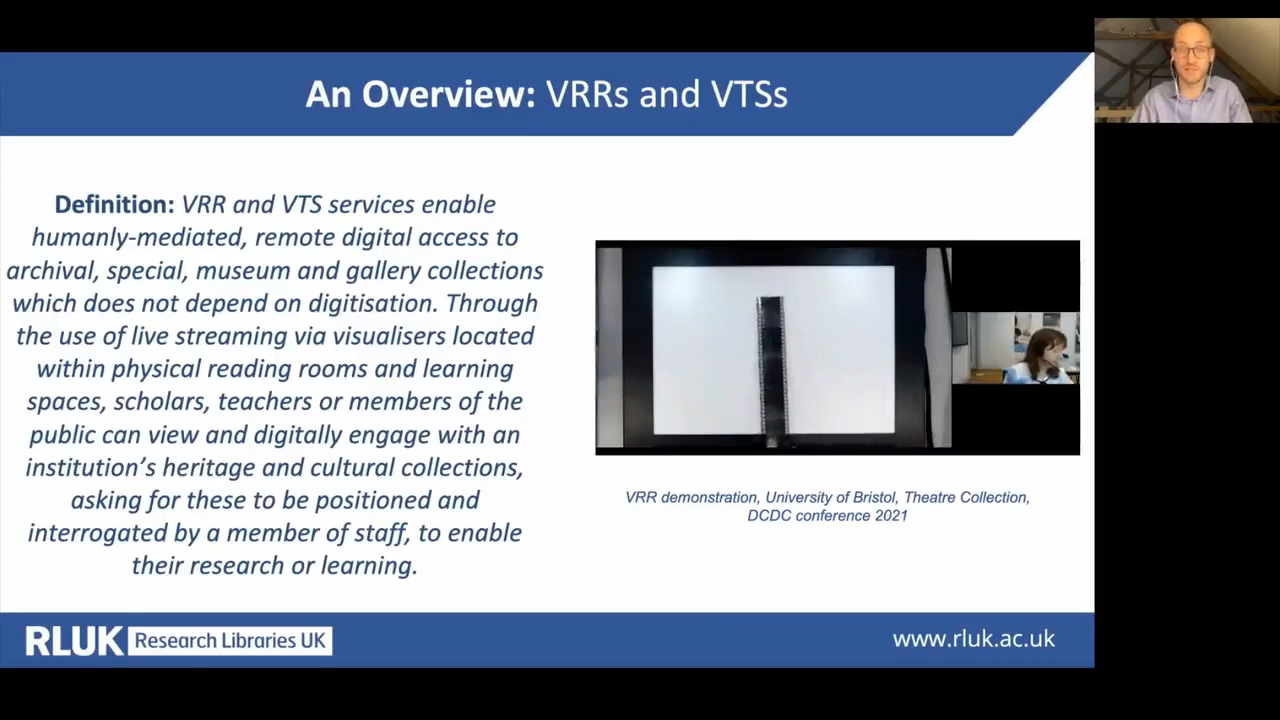 An Overview: VRRs and VTSs
Definition: VRR and VTS services enable
humanly-mediated, remote digital access to
archival, special, museum and gallery collections
which does not depend on digitisation. Through
the use of live streaming via visualisers located
within physical reading rooms and learning
spaces, scholars, teachers or members of the
public can view and digitally engage with an
institution’s heritage and cultural collections,
asking for these to be positioned and
interrogated by a member of staff, to enable
their research or learning.
VRR demonstration, University of Bristol, Theatre Collection,
DCDC conference 2021
RLUK Research Libraries UK
www.rluk.ac.uk